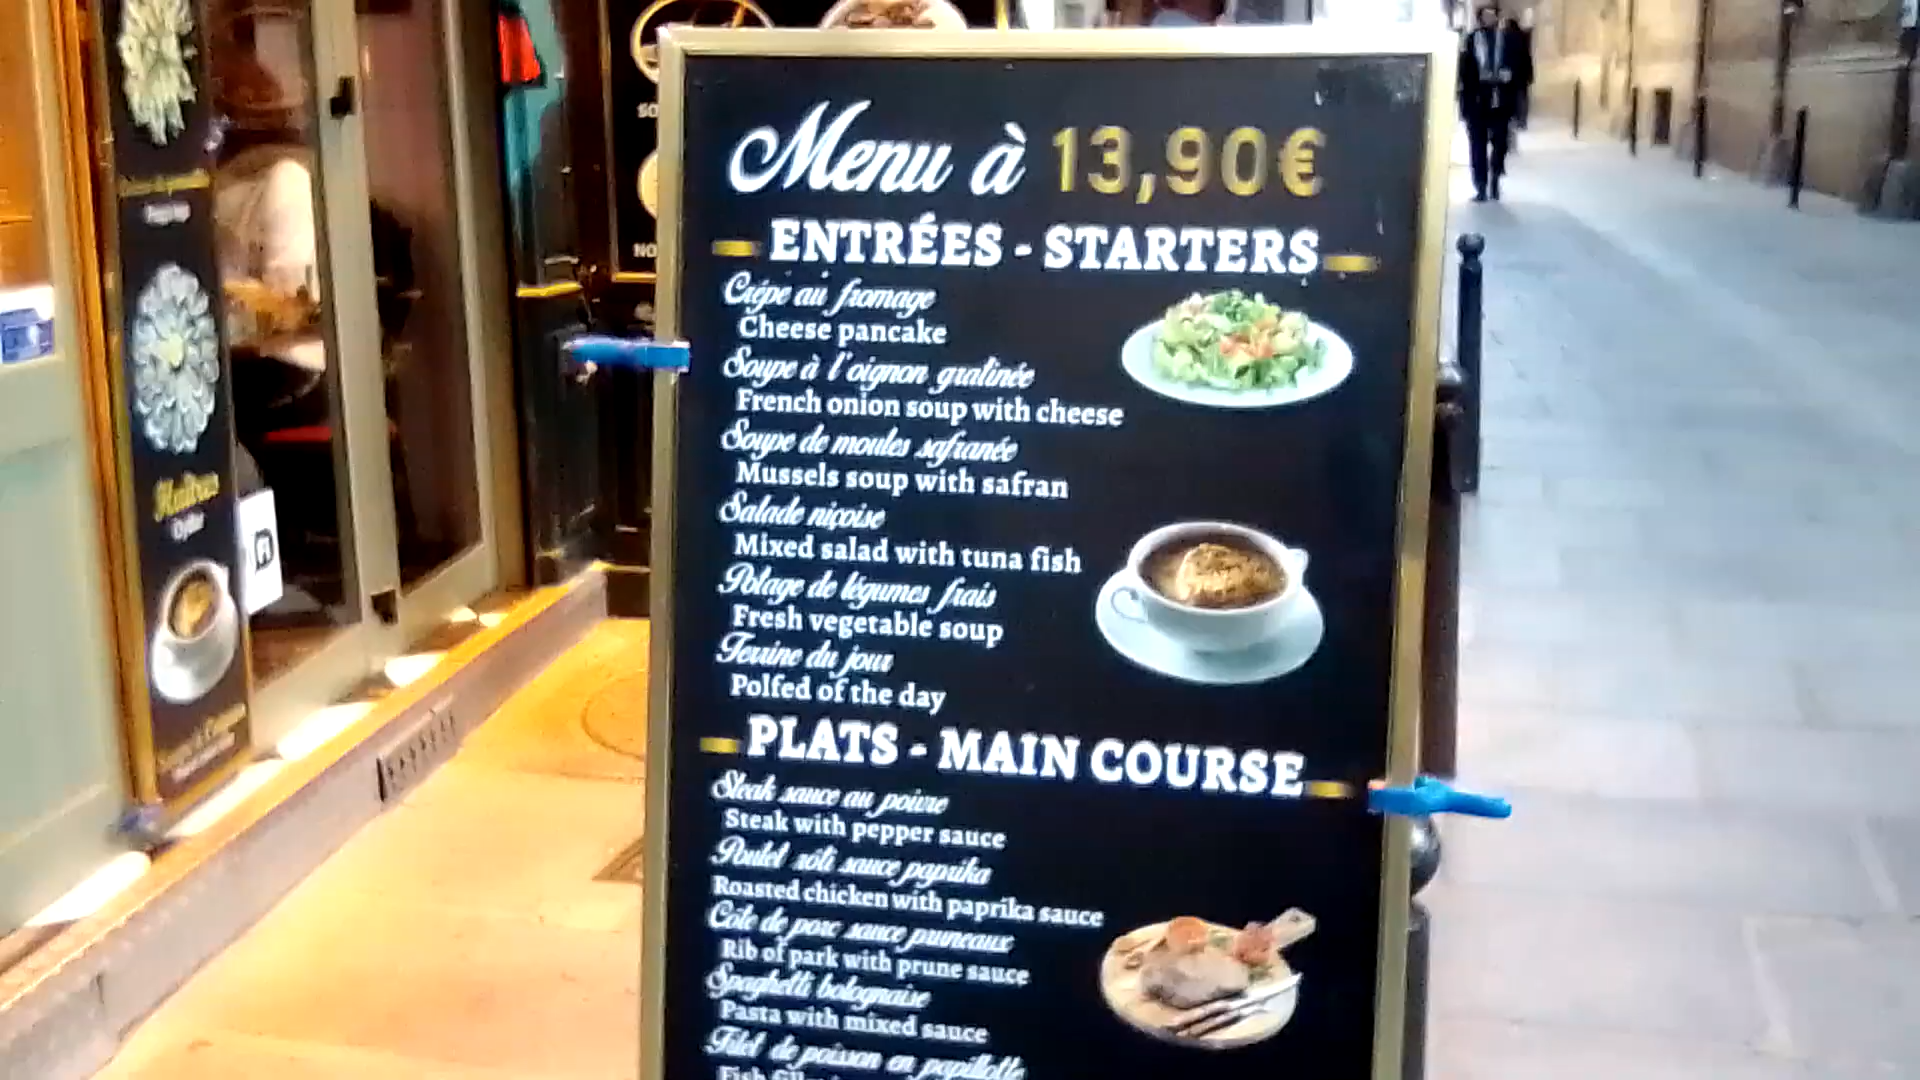 Menu à 13,90€
ENTRÉES - STARTERS
Crêpe au fromage
Cheese pancake
Soupe à l'oignon gratinée
French onion soup with cheese
Soupe de moules safranée
Mussels soup with safran
Salade niçoise
Mixed salad with tuna fish
Potage de légumes frais
Fresh vegetable soup
Terrine du jour
Polfed of the day
PLATS - MAIN COURSE
Steak sauce au poivre
Steak with pepper sauce
Poulet rôti sauce paprika
Roasted chicken with paprika sauce
Côte de porc sauce pruneaux
Rib of park with prune sauce
Spaghetti bolognaise
Pasta with mixed sauce
Filet de poisson en papillotte
Fish
SO
NO
Huîtres